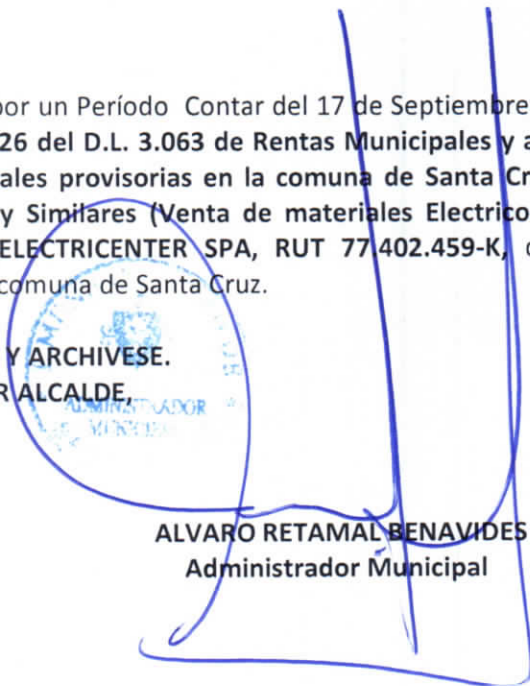 por un Período Contar del 17 de Septiembre
26 del D.L. 3.063 de Rentas Municipales y a
ales provisorias en la comuna de Santa Cr
y Similares (Venta de materiales Electrico
ELECTRICENTER SPA, RUT 77.402.459-K,
comuna de Santa Cruz.
Y ARCHIVESE.
R ALCALDE,
ADMINISTRADOR
ALVARO RETAMAL BENAVIDES
Administrador Municipal